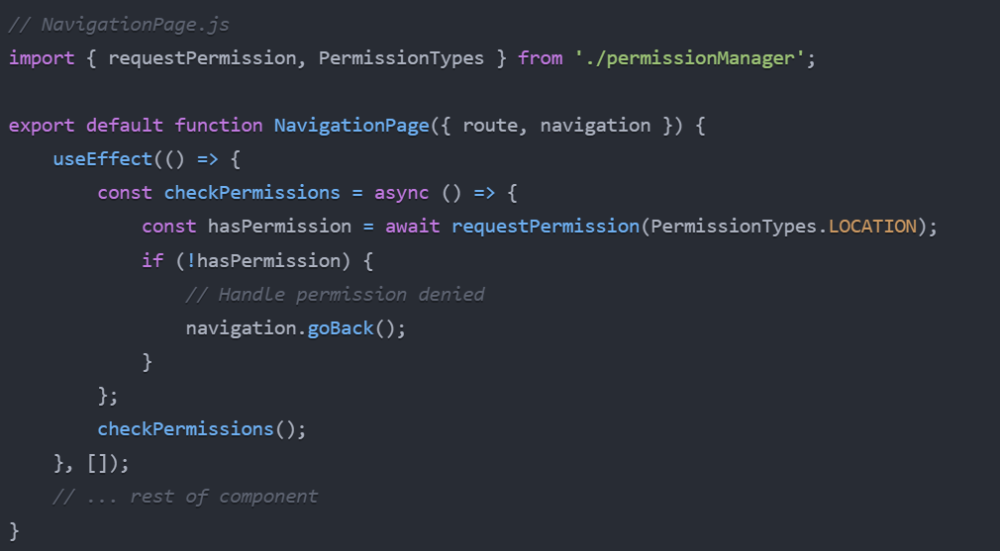 // NavigationPage.js
import { requestPermission, PermissionTypes } from './permissionManager';

export default function NavigationPage({ route, navigation }) {
    useEffect(() => {
        const checkPermissions = async () => {
            const hasPermission = await requestPermission(PermissionTypes.LOCATION);
            if (!hasPermission) {
                // Handle permission denied
                navigation.goBack();
            }
        };
        checkPermissions();
    }, []);
    // ... rest of component
}